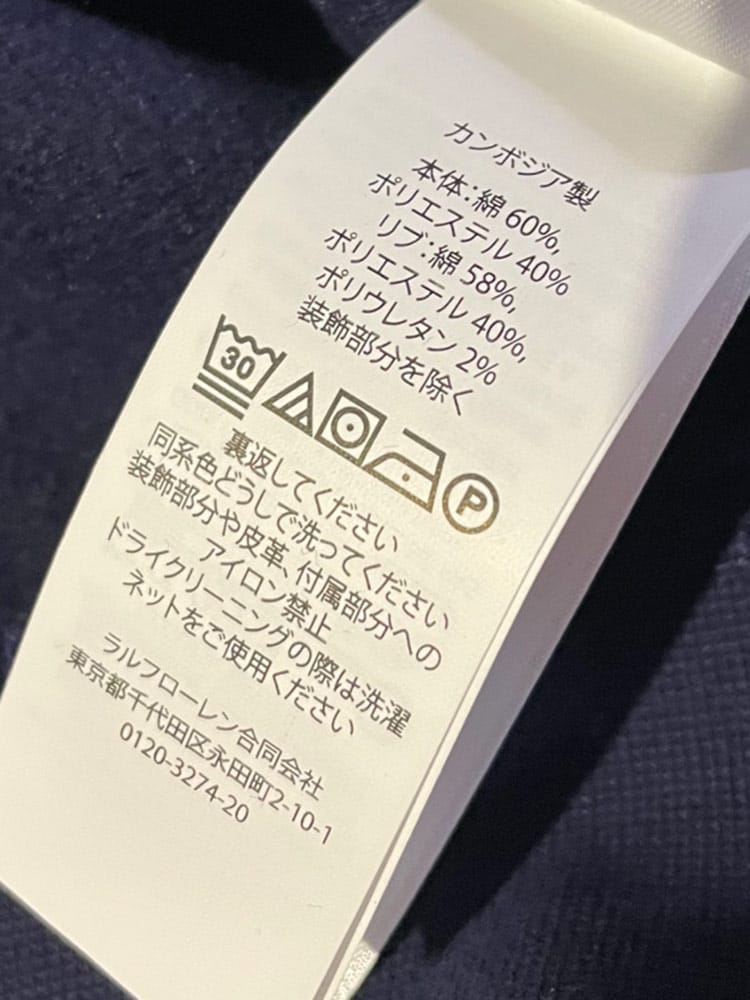 カンボジア製
本体：綿 60%,
ポリエステル 40%
リブ：綿 58%,
ポリエステル 40%,
ポリウレタン 2%
装飾部分を除く
30 P
裏返してください
同系色どうしで洗ってください
装飾部分や皮革、付属部分への
アイロン禁止
ドライクリーニングの際は洗濯
ネットをご使用ください
ラルフローレン合同会社
東京都千代田区永田町2-10-1
0120-3274-20